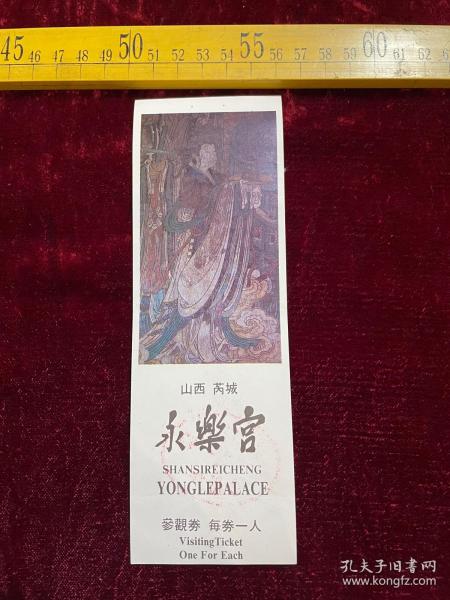 45 46 47 48 49 50 51 52 53 54 55 56 57 58 59 60 61 62
山西 芮城
永樂宫
SHANSIREICHENG
YONGLEPALACE
參觀券 每券一人
VisitingTicket
One For Each
孔夫子旧书网
www.kongfz.com